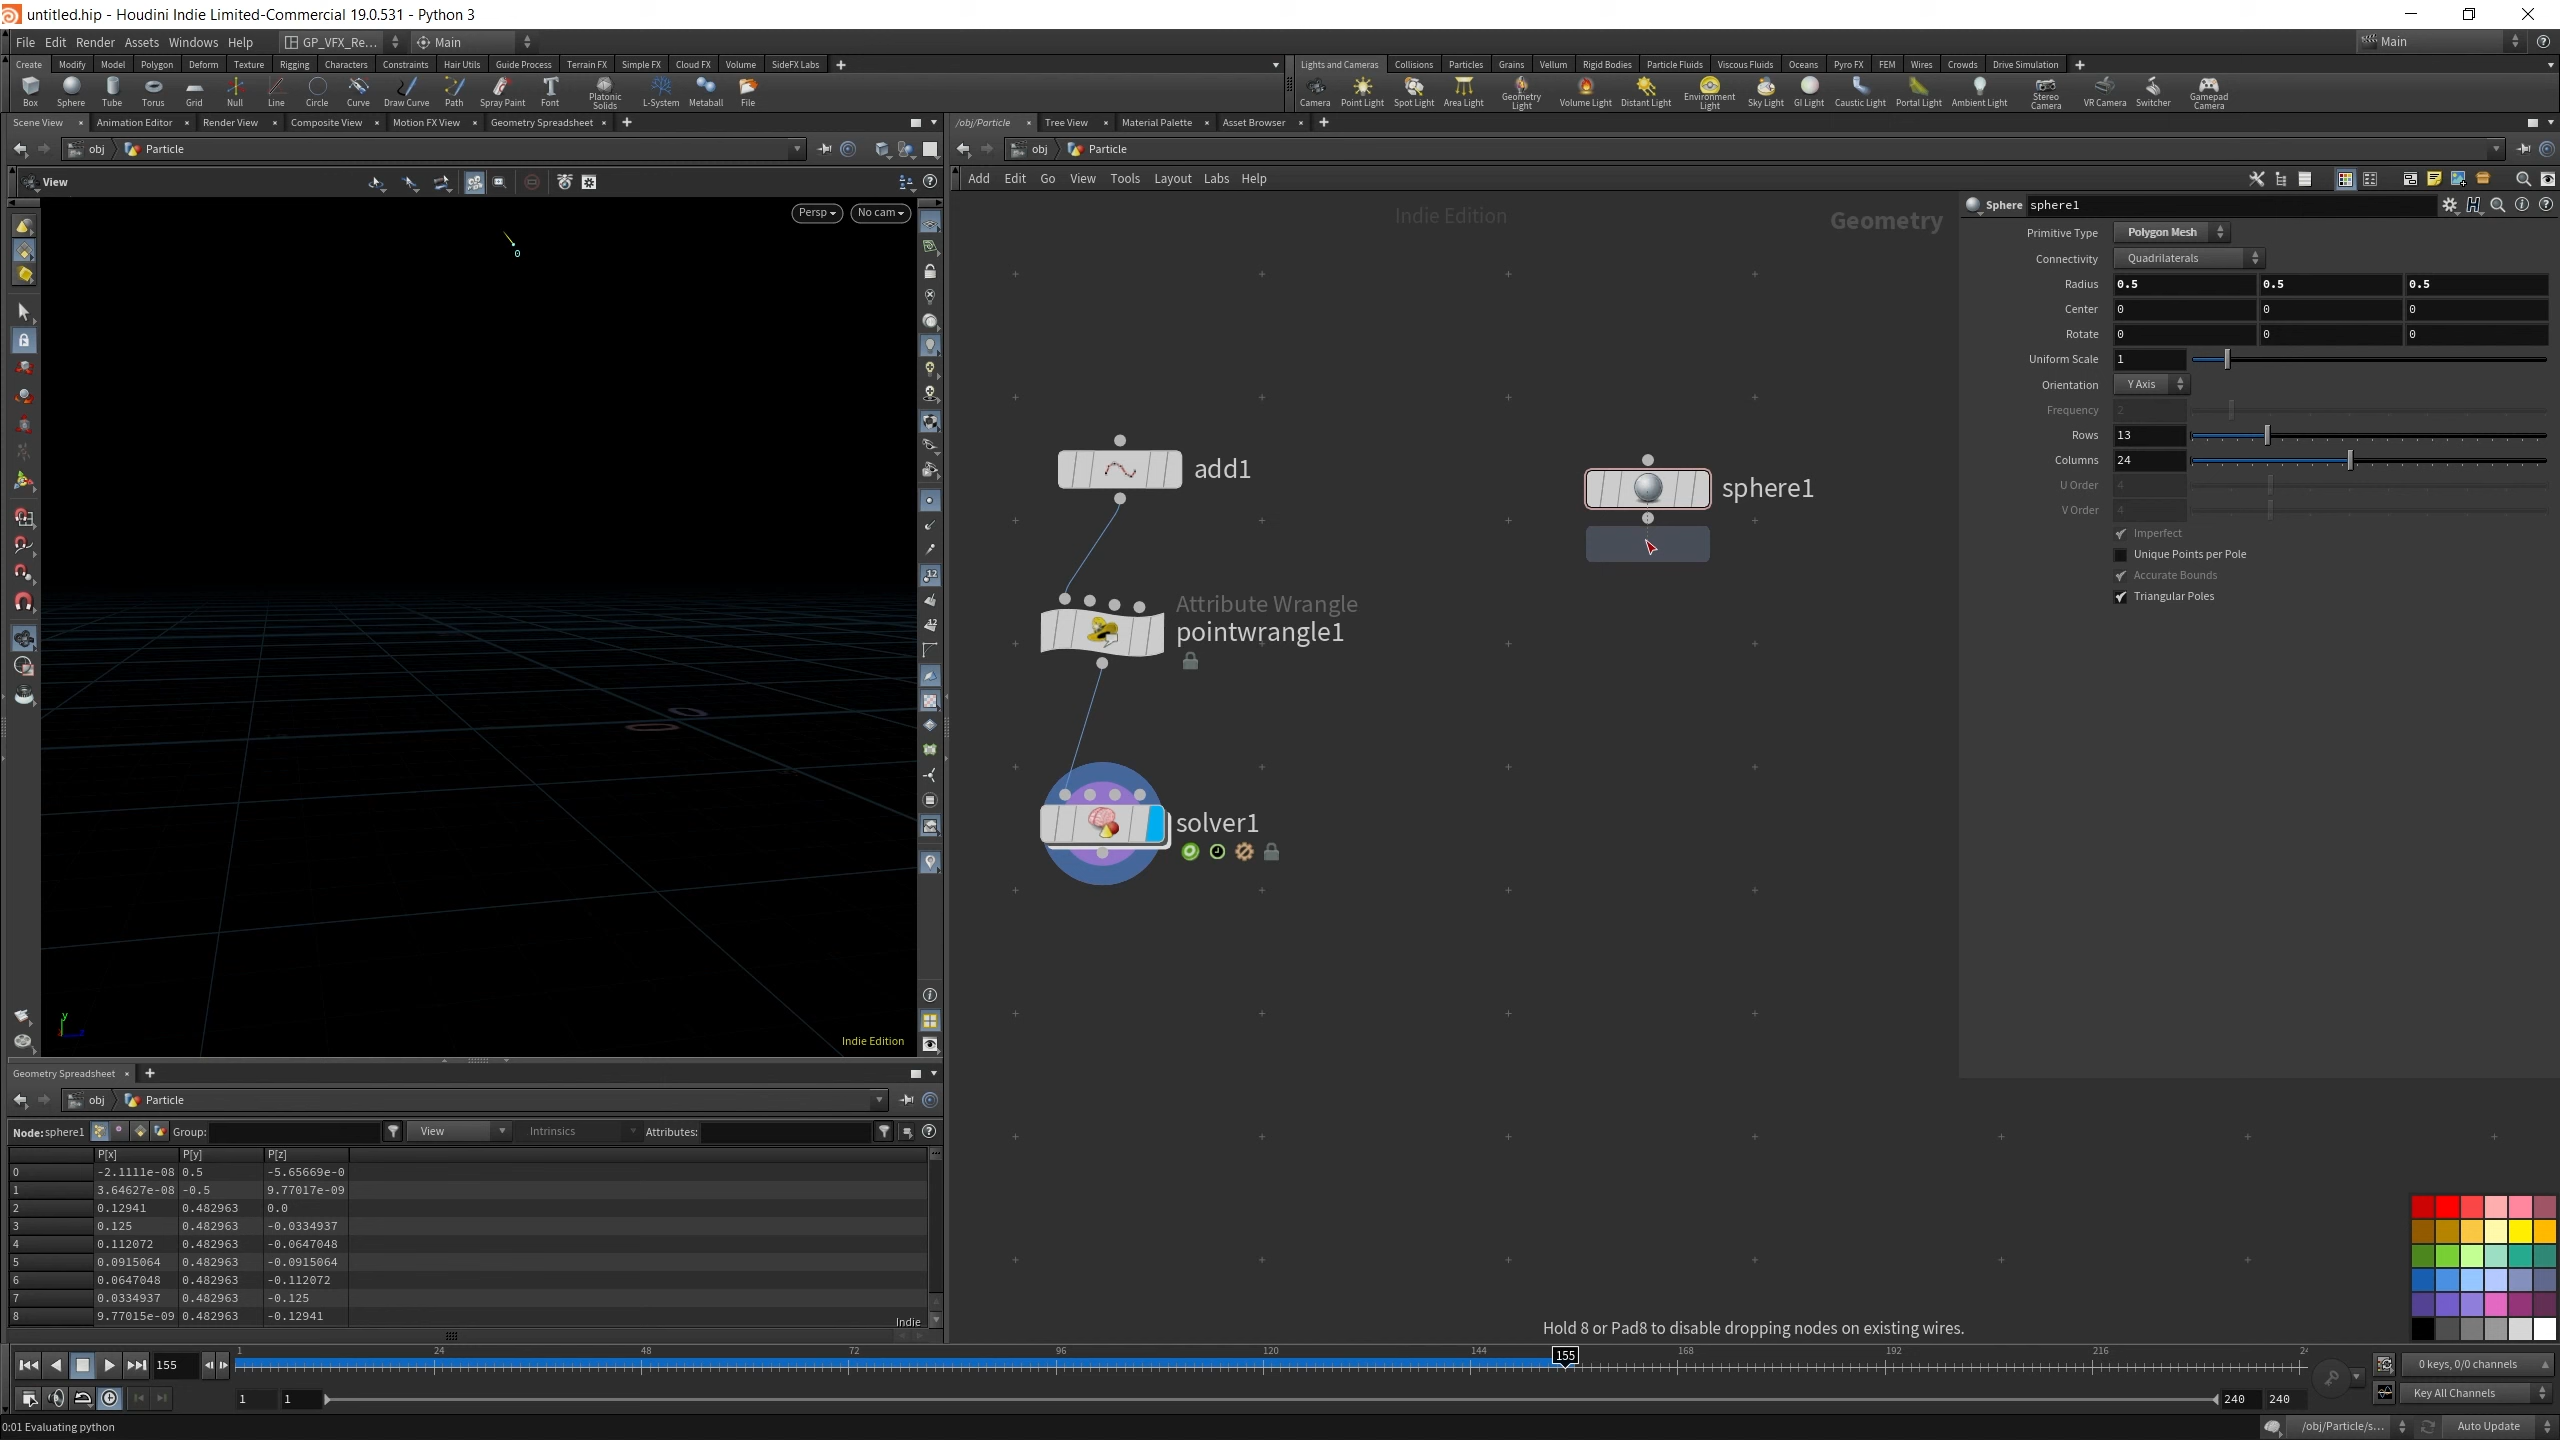 untitled.hip - Houdini Indie Limited-Commercial 19.0.531 - Python 3
File Edit Render Assets Windows Help GP_VFX_Re... Main Main
Create Modify Model Polygon Deform Texture Rigging Characters Constraints Hair Utils Guide Process Terrain FX Simple FX Cloud FX Volume SideFX Labs
Lights and Cameras Collisions Particles Grains Vellum Rigid Bodies Particle Fluids Viscous Fluids Oceans Pyro FX FEM Wires Crowds Drive Simulation
Box Sphere Tube Torus Grid Null Line Circle Curve Draw Curve Path Spray Paint Font Platonic Solids L-System Metaball File
Camera Point Light Spot Light Area Light Geometry Light Volume Light Distant Light Environment Light Sky Light GI Light Caustic Light Portal Light Ambient Light Stereo Camera VR Camera Switcher Gamepad Camera
Scene View Animation Editor Render View Composite View Motion FX View Geometry Spreadsheet
/obj/Particle Tree View Material Palette Asset Browser
obj Particle
obj Particle
View
Add Edit Go View Tools Layout Labs Help
Persp No cam
0
Indie Edition
Indie Edition
Geometry
add1
Attribute Wrangle
pointwrangle1
solver1
sphere1
Sphere sphere1
Primitive Type Polygon Mesh
Connectivity Quadrilaterals
Radius 0.5 0.5 0.5
Center 0 0 0
Rotate 0 0 0
Uniform Scale 1
Orientation Y Axis
Frequency 2
Rows 13
Columns 24
U Order 4
V Order 4
Imperfect
Unique Points per Pole
Accurate Bounds
Triangular Poles
Geometry Spreadsheet
obj Particle
Node: sphere1 Group: View Intrinsics Attributes:
P[x] P[y] P[z]
0 -2.1111e-08 0.5 -5.65669e-0
1 3.64627e-08 -0.5 9.77017e-09
2 0.12941 0.482963 0.0
3 0.125 0.482963 -0.0334937
4 0.112072 0.482963 -0.0647048
5 0.0915064 0.482963 -0.0915064
6 0.0647048 0.482963 -0.112072
7 0.0334937 0.482963 -0.125
8 9.77015e-09 0.482963 -0.12941
Indie
Hold 8 or Pad8 to disable dropping nodes on existing wires.
155 1 24 48 72 96 120 144 155 168 192 216 24
0 keys, 0/0 channels
1 1 240 240
Key All Channels
0:01 Evaluating python
/obj/Particle/s... Auto Update